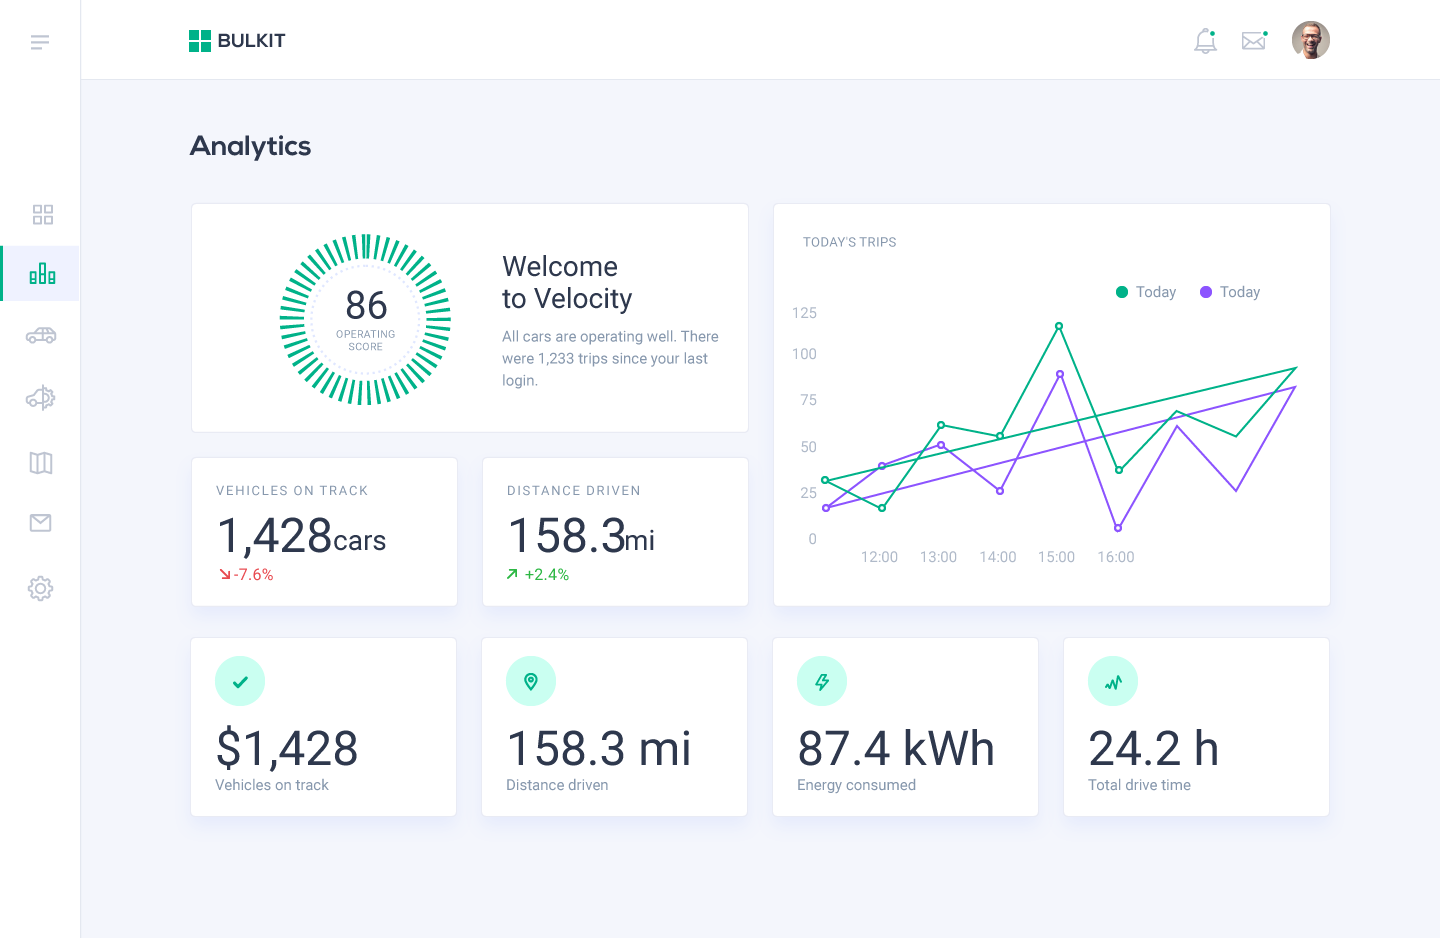 BULKIT
Analytics
86
OPERATING
SCORE
Welcome
to Velocity
All cars are operating well. There
were 1,233 trips since your last
login.
TODAY'S TRIPS
Today
Today
125
100
75
50
25
0
12:00 13:00 14:00 15:00 16:00
VEHICLES ON TRACK
1,428cars
-7.6%
DISTANCE DRIVEN
158.3mi
+2.4%
$1,428
Vehicles on track
158.3 mi
Distance driven
87.4 kWh
Energy consumed
24.2 h
Total drive time